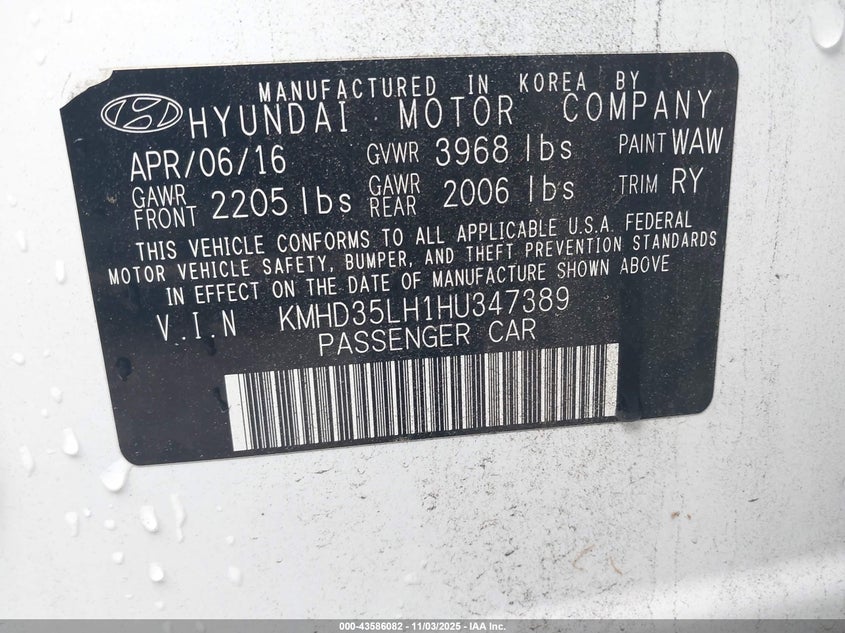 MANUFACTURED IN KOREA BY
HYUNDAI MOTOR COMPANY
APR/06/16 GVWR 3968 lbs PAINT WAW
GAWR FRONT 2205 lbs GAWR REAR 2006 lbs TRIM RY
THIS VEHICLE CONFORMS TO ALL APPLICABLE U.S.A. FEDERAL
MOTOR VEHICLE SAFETY, BUMPER, AND THEFT PREVENTION STANDARDS
IN EFFECT ON THE DATE OF MANUFACTURE SHOWN ABOVE
V.I.N KMHD35LH1HU347389
PASSENGER CAR
000-43586082 - 11/03/2025 - IAA Inc.